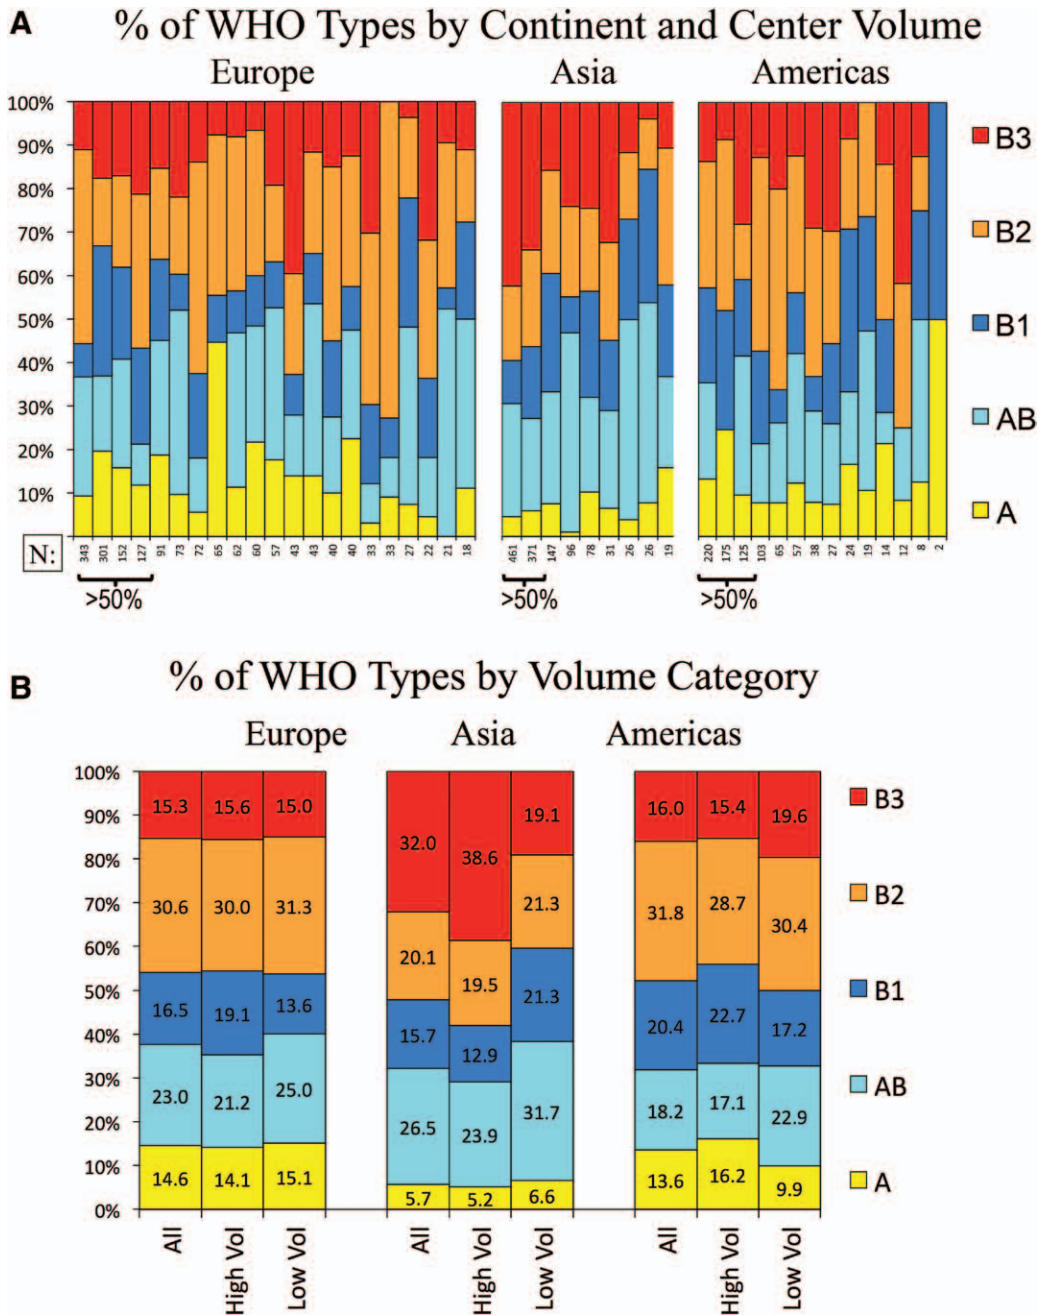 A % of WHO Types by Continent and Center Volume
Europe Asia Americas
100%
90%
80%
70%
60%
50%
40%
30%
20%
10%
B3
B2
B1
AB
A
N: 343 301 152 127 91 73 72 65 62 60 57 43 43 40 40 33 33 27 22 21 18 461 371 147 96 78 31 26 26 19 220 175 125 103 65 57 38 27 24 19 14 12 8 2
>50% >50% >50%
B % of WHO Types by Volume Category
Europe Asia Americas
100%
90%
80%
70%
60%
50%
40%
30%
20%
10%
0%
15.3 15.6 15.0 32.0 38.6 19.1 16.0 15.4 19.6 B3
30.6 30.0 31.3 20.1 19.5 21.3 31.8 28.7 30.4 B2
16.5 19.1 13.6 15.7 12.9 21.3 20.4 22.7 17.2 B1
23.0 21.2 25.0 26.5 23.9 31.7 18.2 17.1 22.9 AB
14.6 14.1 15.1 5.7 5.2 6.6 13.6 16.2 9.9 A
All High Vol Low Vol All High Vol Low Vol All High Vol Low Vol